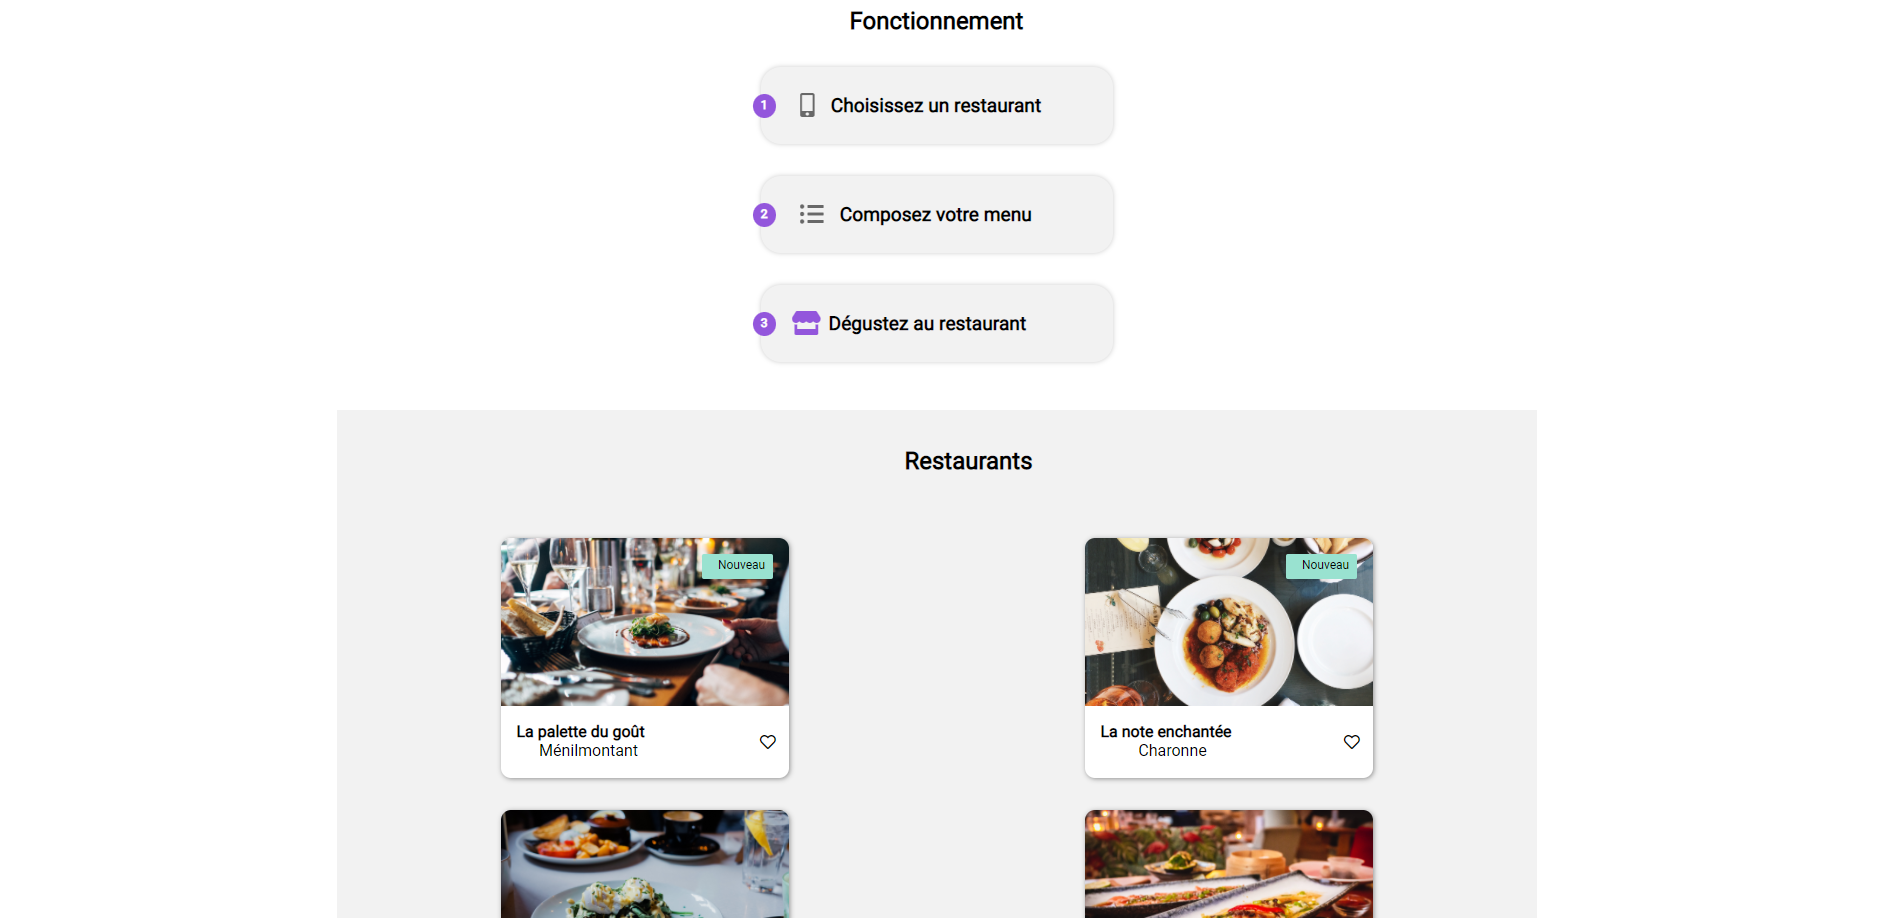 Fonctionnement
1 Choisissez un restaurant
2 Composez votre menu
3 Dégustez au restaurant
Restaurants
Nouveau
La palette du goût
Ménilmontant
Nouveau
La note enchantée
Charonne